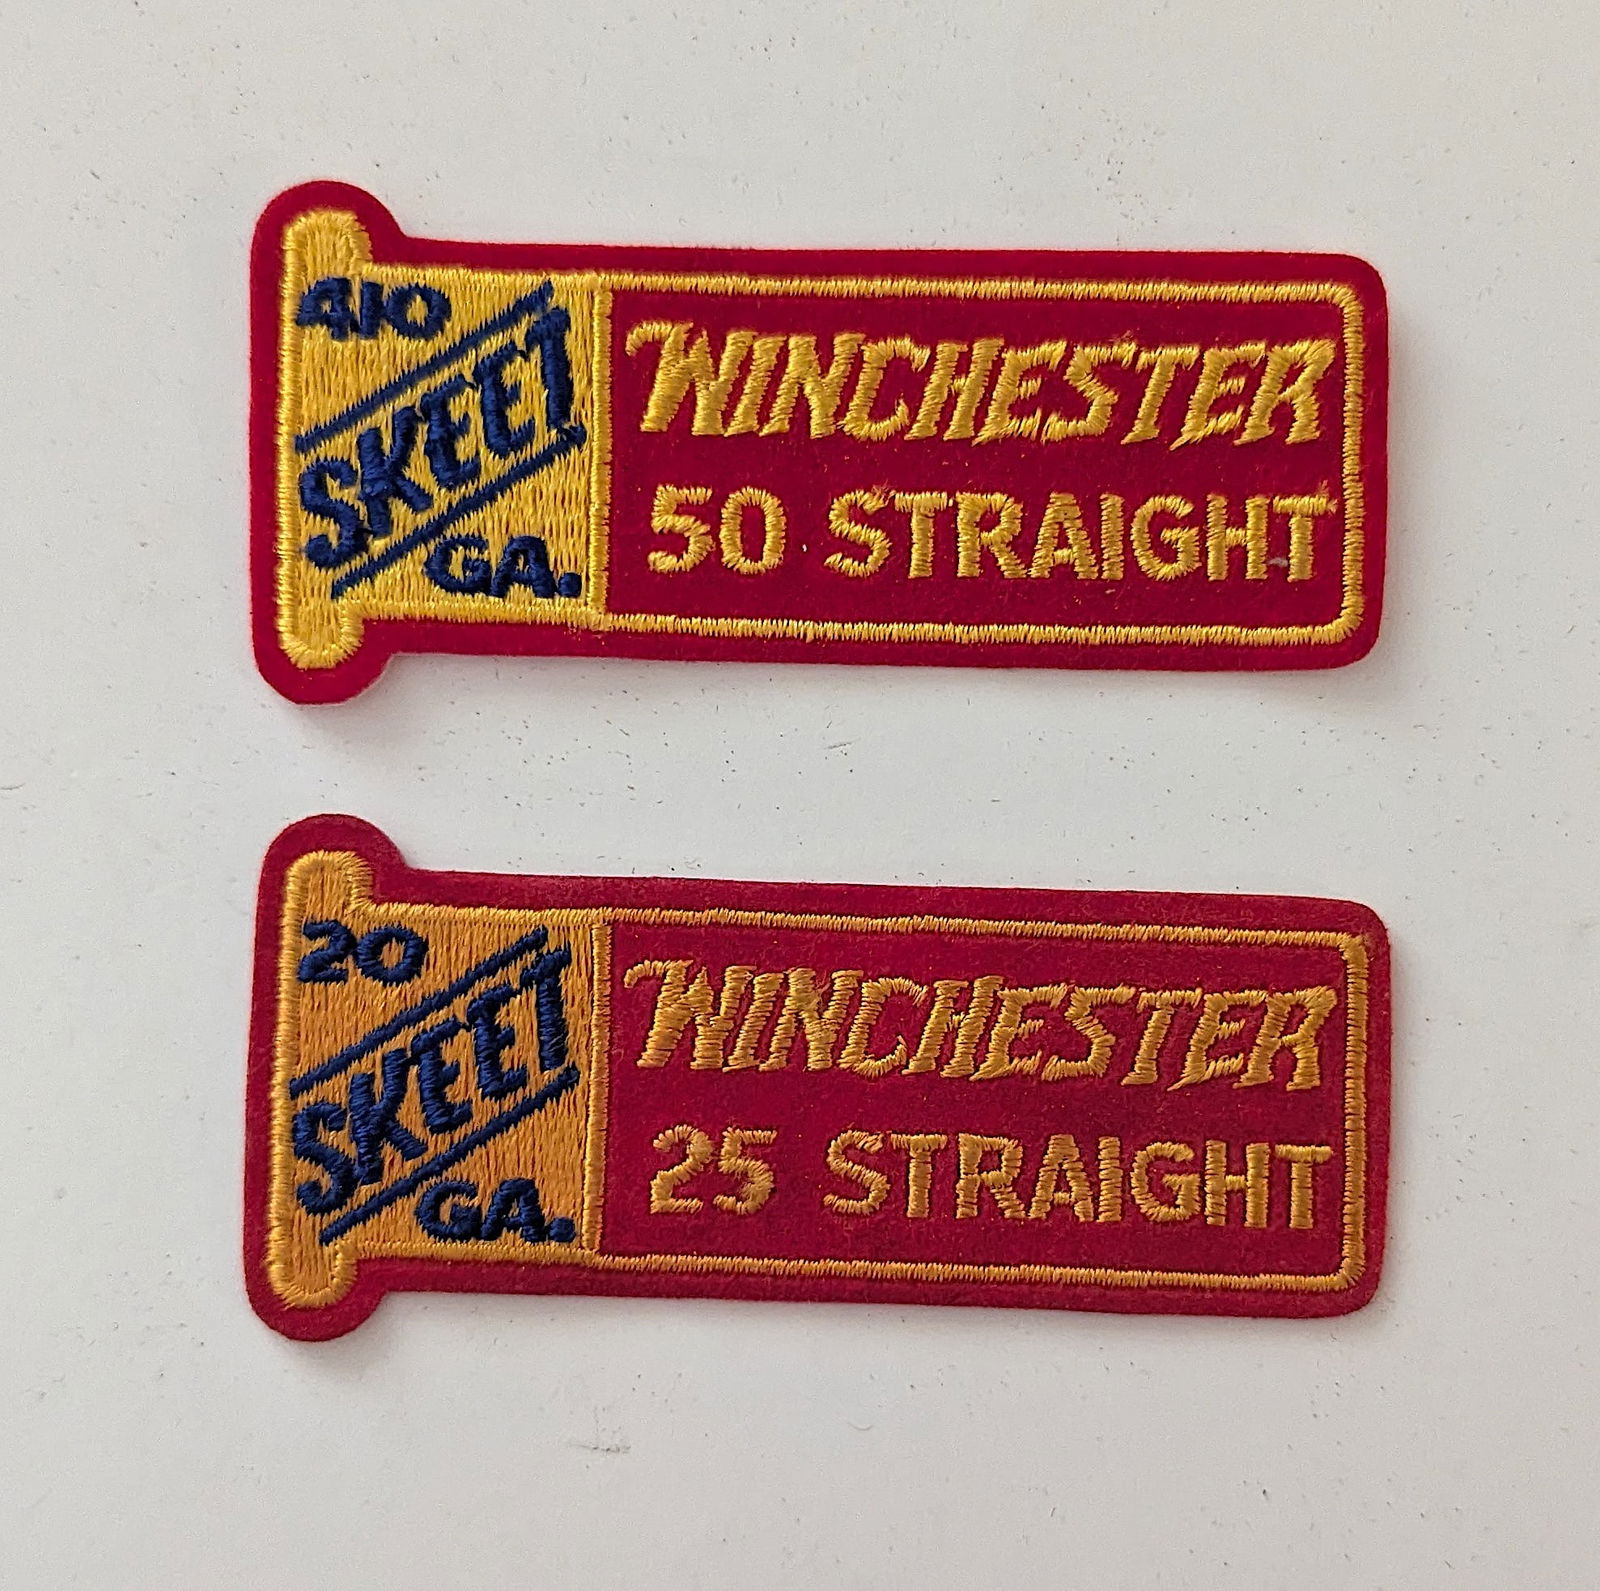 410
SKEET
GA.
WINCHESTER
50 STRAIGHT
20
SKEET
GA.
WINCHESTER
25 STRAIGHT